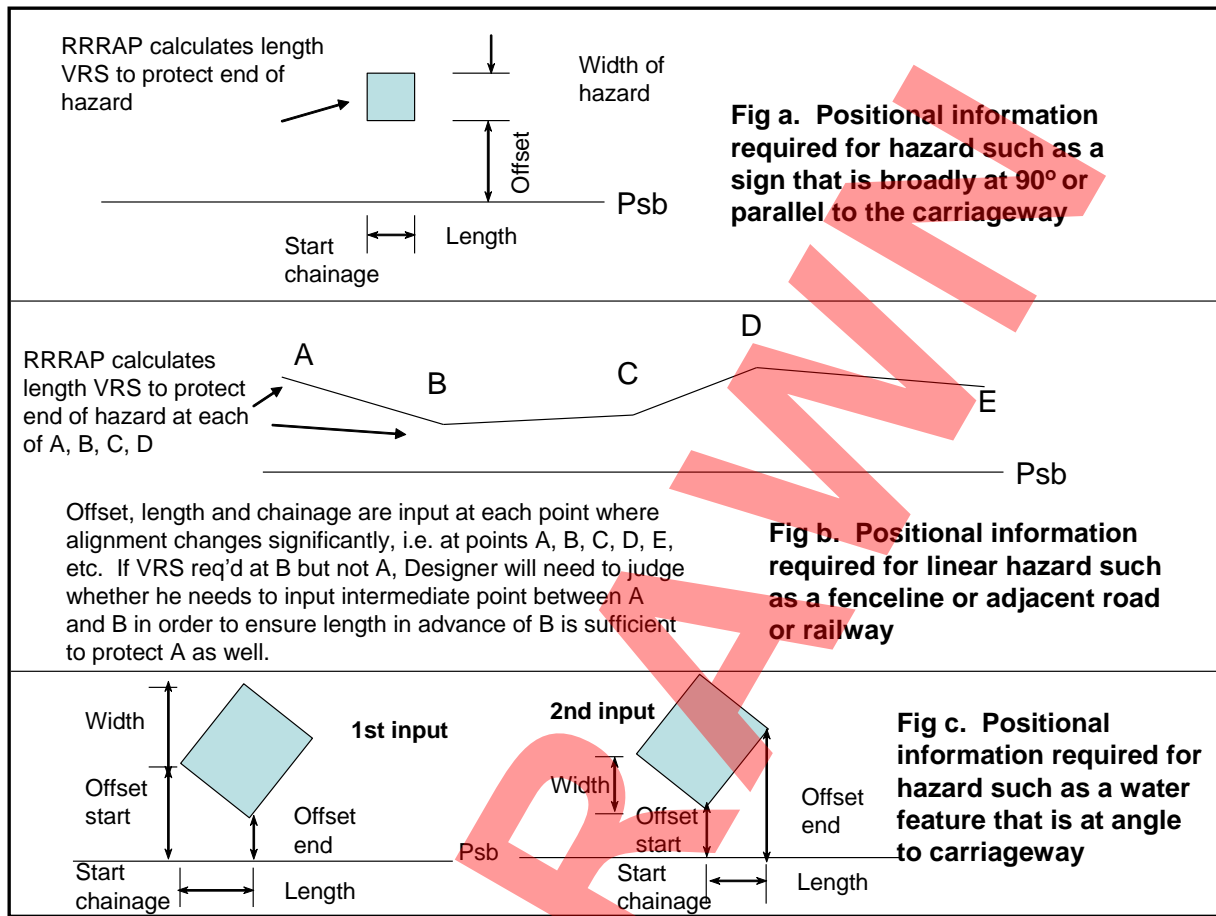 RRRAP calculates length
VRS to protect end of
hazard
Width of
hazard
Offset
Psb
Start
chainage
Length
Fig a. Positional information
required for hazard such as a
sign that is broadly at 90º or
parallel to the carriageway
RRRAP calculates
length VRS to protect
end of hazard at each
of A, B, C, D
A
B
C
D
E
Psb
Offset, length and chainage are input at each point where
alignment changes significantly, i.e. at points A, B, C, D, E,
etc. If VRS req'd at B but not A, Designer will need to judge
whether he needs to input intermediate point between A
and B in order to ensure length in advance of B is sufficient
to protect A as well.
Fig b. Positional information
required for linear hazard such
as a fenceline or adjacent road
or railway
Width
Offset
start
1st input
Offset
end
Start
chainage
Length
Psb
2nd input
Width
Offset
start
Offset
end
Start
chainage
Length
Fig c. Positional
information required for
hazard such as a water
feature that is at angle
to carriageway
RAWN